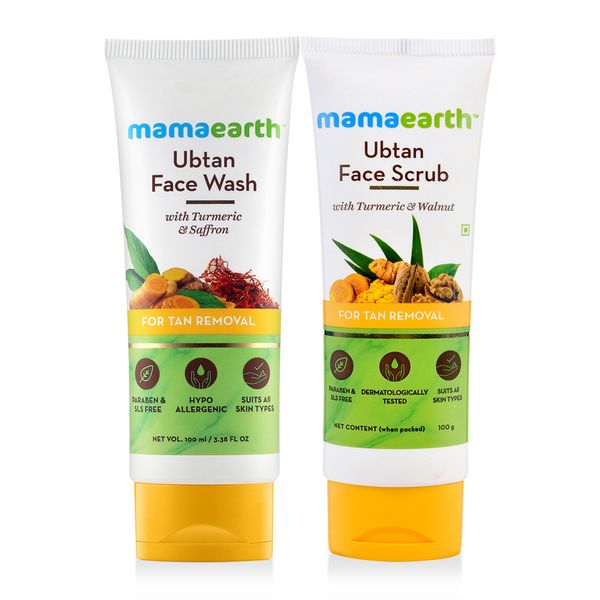 mamaearth™
Ubtan
Face Wash
with Turmeric
& Saffron
FOR TAN REMOVAL
PARABEN &
SLS FREE
HYPO
ALLERGENIC
SUITS All
SKIN TYPES
NET VOL. 100 ml / 3.38 FL OZ
mamaearth™
Ubtan
Face Scrub
with Turmeric & Walnut
FOR TAN REMOVAL
PARABEN &
SLS FREE
DERMATOLOGICALLY
TESTED
SUITS All
SKIN TYPES
NET CONTENT (when packed) 100 g